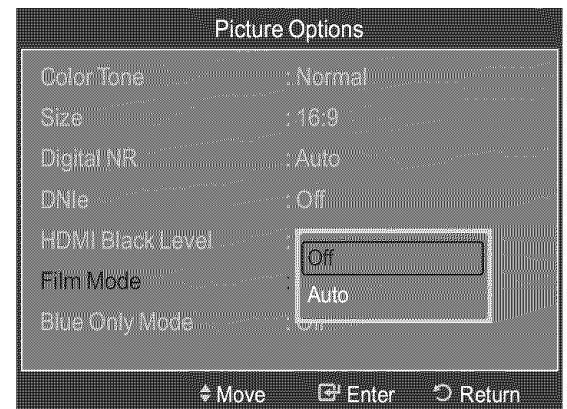 Picture Options
Color Tone : Normal
Size : 16:9
Digital NR : Auto
DNIe : Off
HDMI Black Level :
Off
Film Mode :
Auto
Blue Only Mode : Off
Move Enter Return